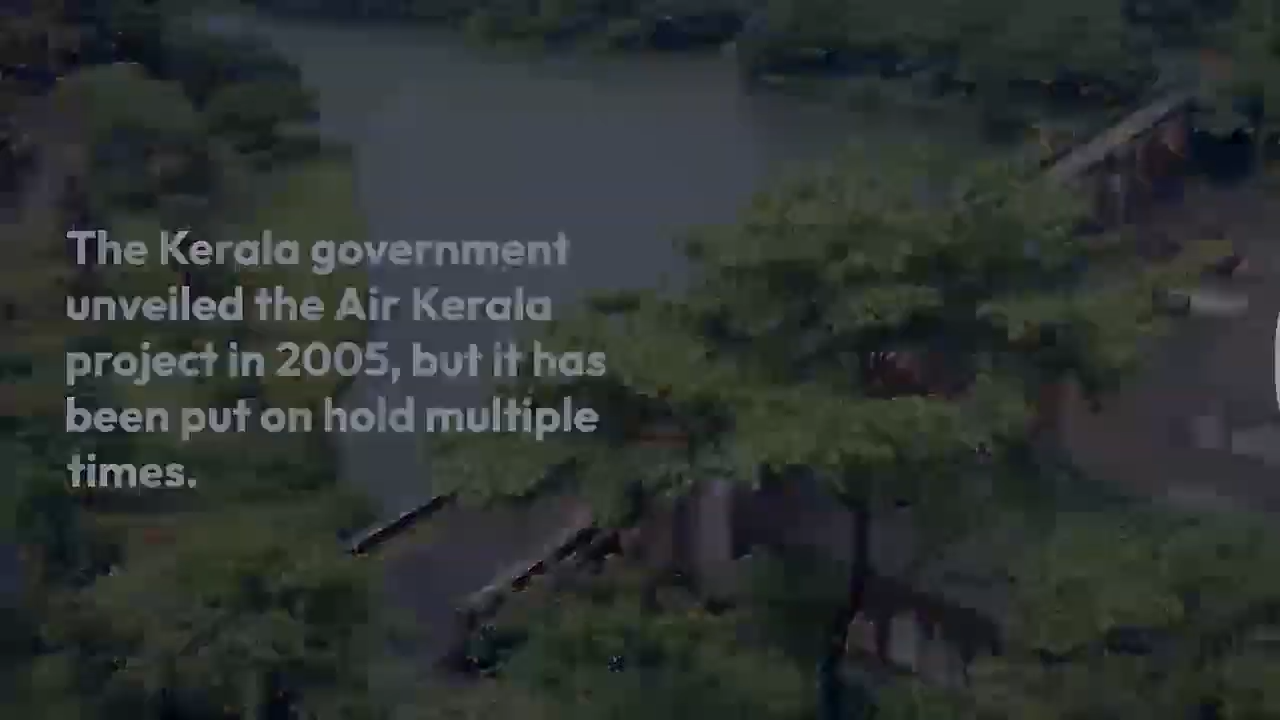 The Kerala government
unveiled the Air Kerala
project in 2005, but it has
been put on hold multiple
times.